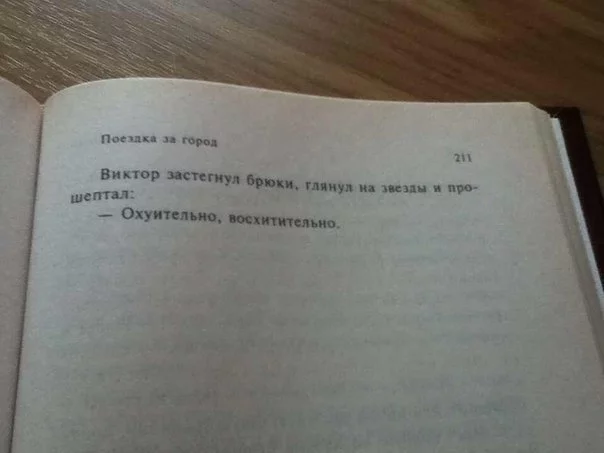 Поездка за город
211
Виктор застегнул брюки, глянул на звезды и про-
шептал:
— Охуительно, восхитительно.